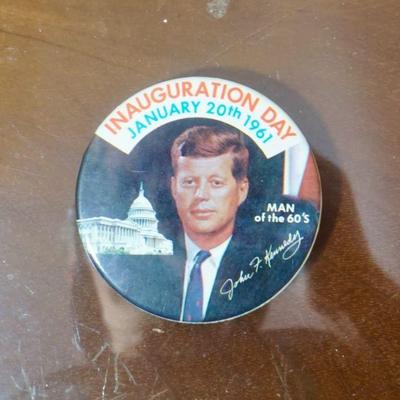 INAUGURATION DAY
JANUARY 20th 1961
MAN
of the 60'S
John F. Kennedy